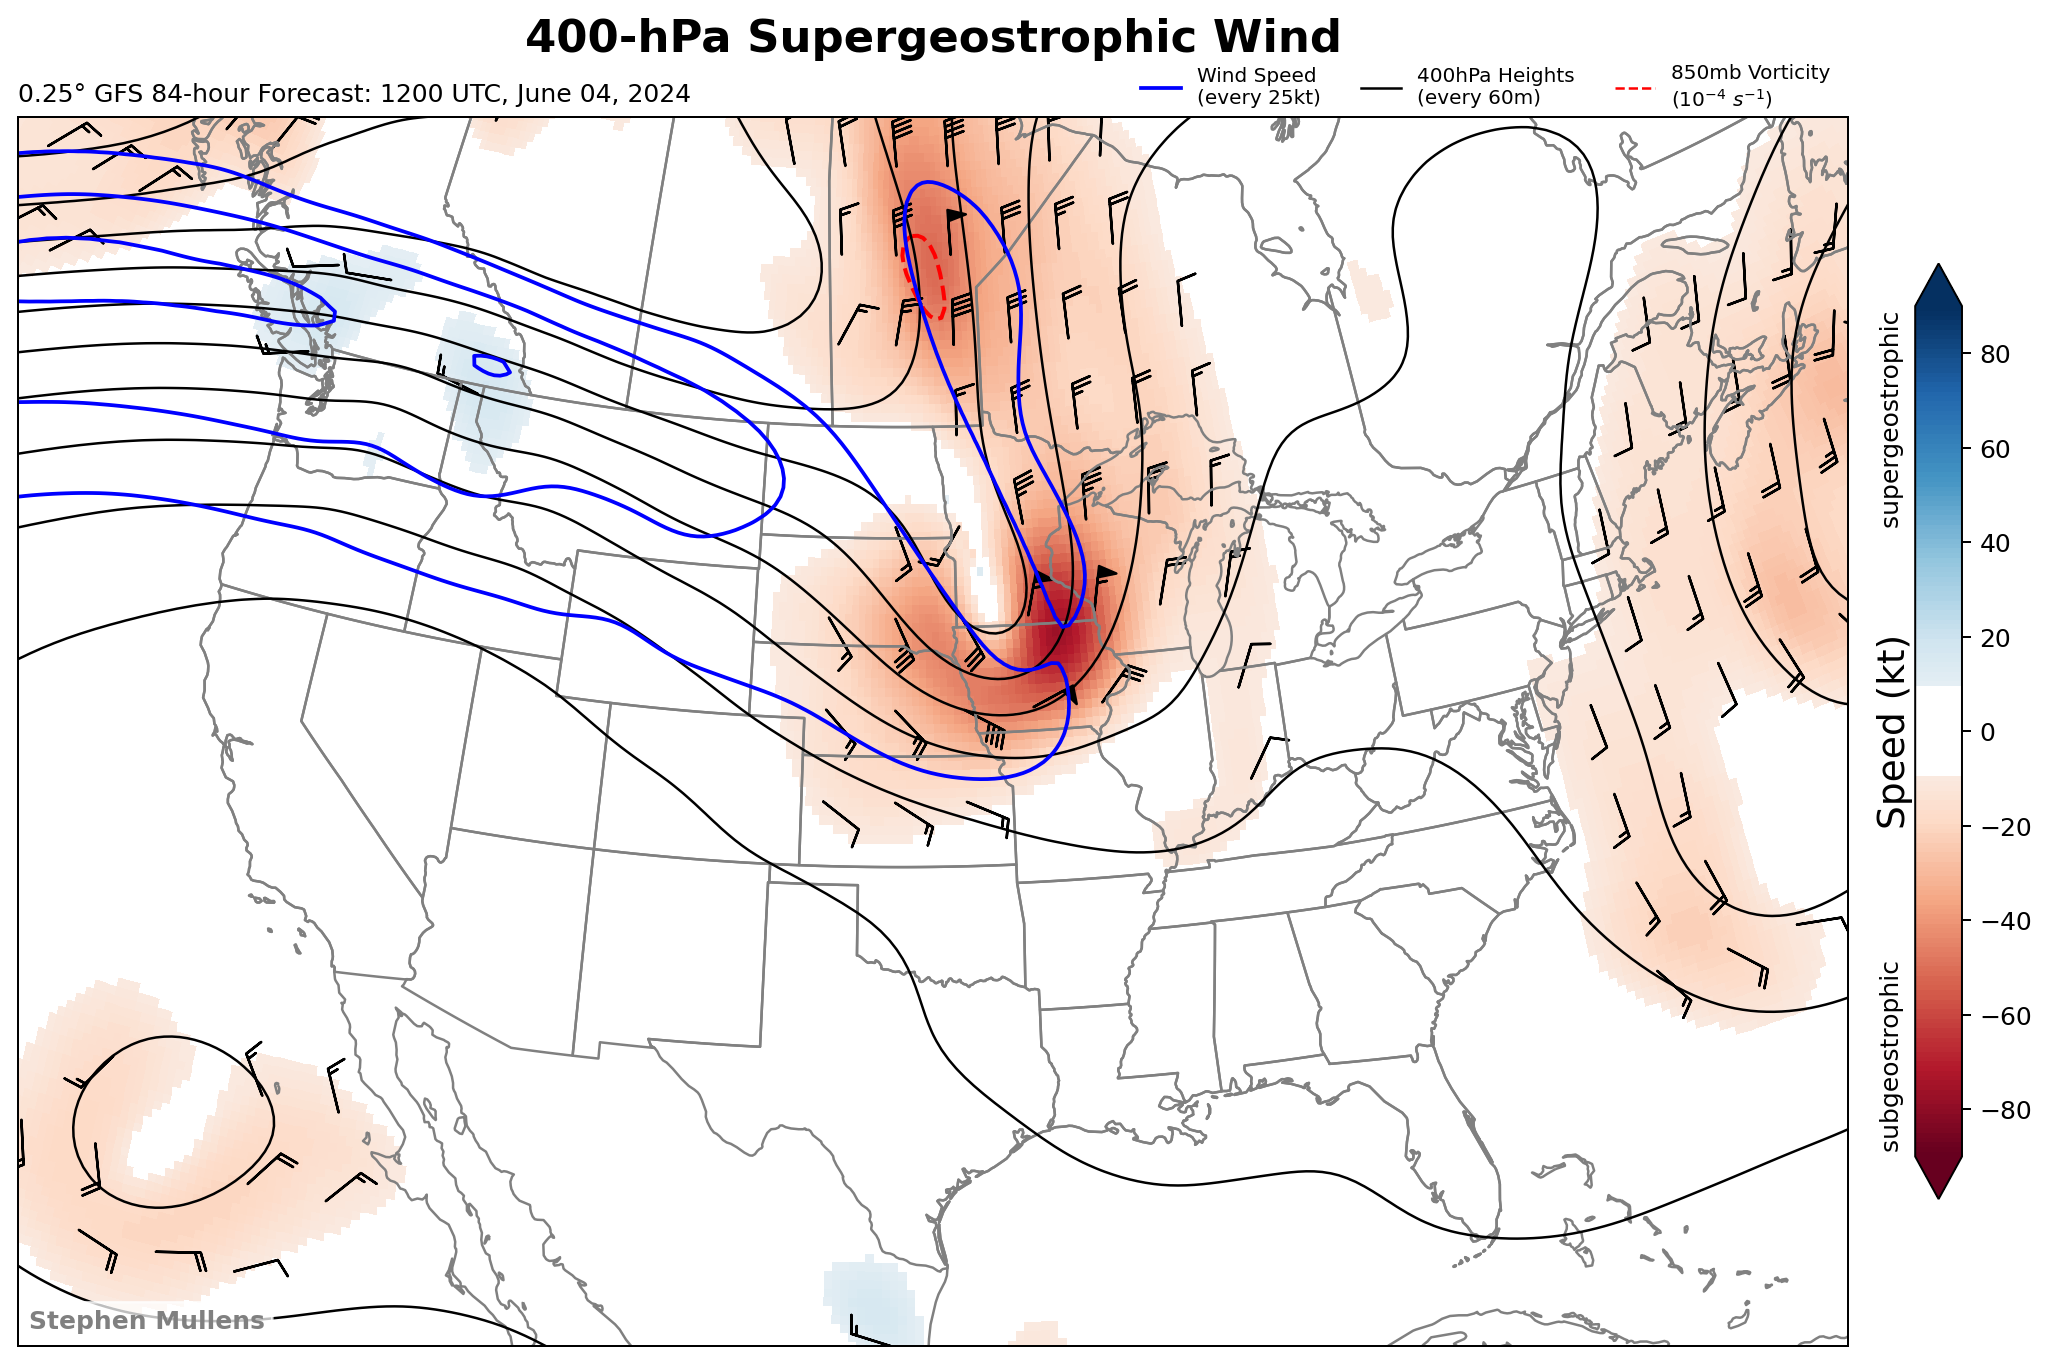 400-hPa Supergeostrophic Wind
0.25° GFS 84-hour Forecast: 1200 UTC, June 04, 2024
Wind Speed
(every 25kt)
400hPa Heights
(every 60m)
850mb Vorticity
(10⁻⁴ s⁻¹)
supergeostrophic
Speed (kt)
subgeostrophic
80
60
40
20
0
−20
−40
−60
−80
Stephen Mullens